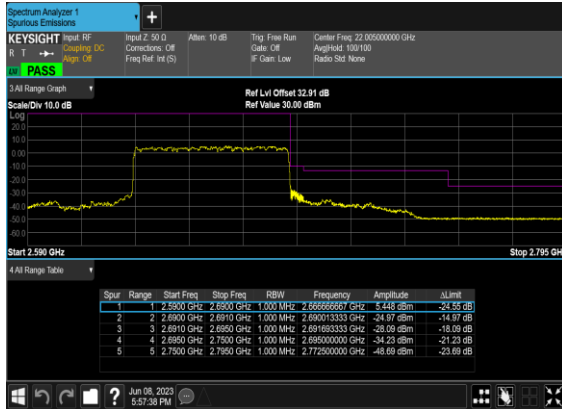 Spectrum Analyzer 1
Spurious Emissions
+
KEYSIGHT Input: RF Input Z: 50 Ω Atten: 10 dB Trig: Free Run Center Freq: 22.005000000 GHz
R T Coupling: DC Corrections: Off Gate: Off Avg|Hold: 100/100
Align: Off Freq Ref: Int (S) IF Gain: Low Radio Std: None
PASS
3 All Range Graph Ref Lvl Offset 32.91 dB
Scale/Div 10.0 dB Ref Value 30.00 dBm
Log
20.0
10.0
0.00
-10.0
-20.0
-30.0
-40.0
-50.0
-60.0
Start 2.590 GHz Stop 2.795 GH
4 All Range Table
Spur Range Start Freq Stop Freq RBW Frequency Amplitude ΔLimit
1 1 2.5900 GHz 2.6900 GHz 1.000 MHz 2.666666667 GHz 5.448 dBm -24.55 dB
2 2 2.6900 GHz 2.6910 GHz 1.000 MHz 2.690013333 GHz -24.97 dBm -14.97 dB
3 3 2.6910 GHz 2.6950 GHz 1.000 MHz 2.691693333 GHz -28.09 dBm -18.09 dB
4 4 2.6950 GHz 2.7500 GHz 1.000 MHz 2.695000000 GHz -34.23 dBm -21.23 dB
5 5 2.7500 GHz 2.7950 GHz 1.000 MHz 2.772500000 GHz -48.69 dBm -23.69 dB
? Jun 08, 2023
5:57:38 PM